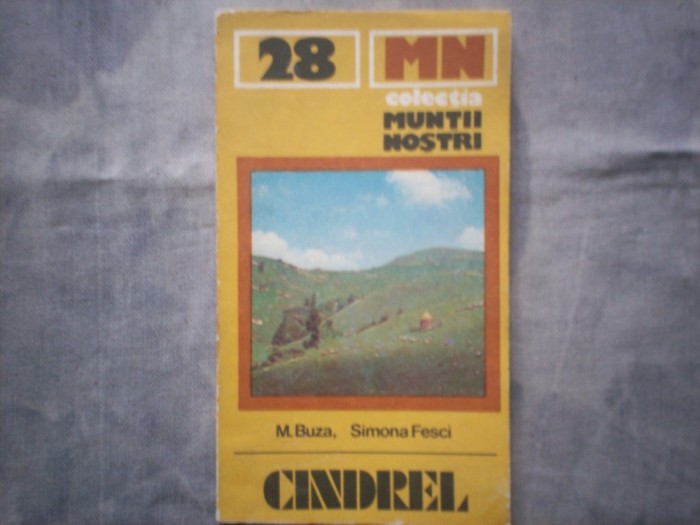 28 MN
colecția
MUNȚII
NOȘTRI
M. Buza, Simona Fesci
CINDREL